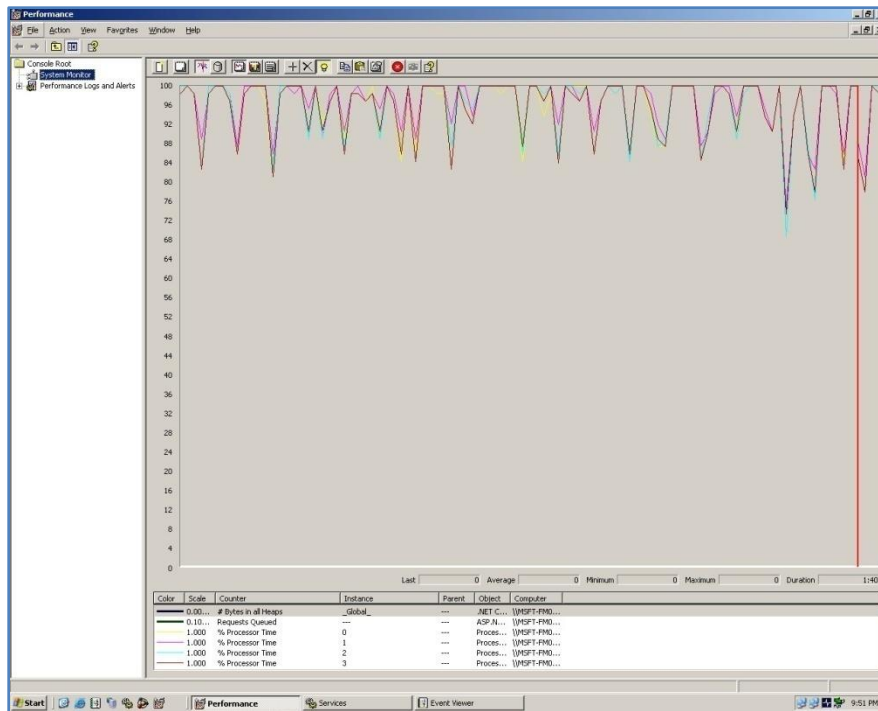 Performance
File Action View Favorites Window Help
Console Root
System Monitor
Performance Logs and Alerts
100
96
92
88
84
80
76
72
68
64
60
56
52
48
44
40
36
32
28
24
20
16
12
8
4
0
Last 0 Average 0 Minimum 0 Maximum 0 Duration 1:40
Color Scale Counter Instance Parent Object Computer
0.00... # Bytes in all Heaps _Global_ --- .NET C... \\MSFT-FM0...
0.10... Requests Queued --- --- ASP.N... \\MSFT-FM0...
1.000 % Processor Time 0 --- Proces... \\MSFT-FM0...
1.000 % Processor Time 1 --- Proces... \\MSFT-FM0...
1.000 % Processor Time 2 --- Proces... \\MSFT-FM0...
1.000 % Processor Time 3 --- Proces... \\MSFT-FM0...
Start Performance Services Event Viewer 9:51 PM